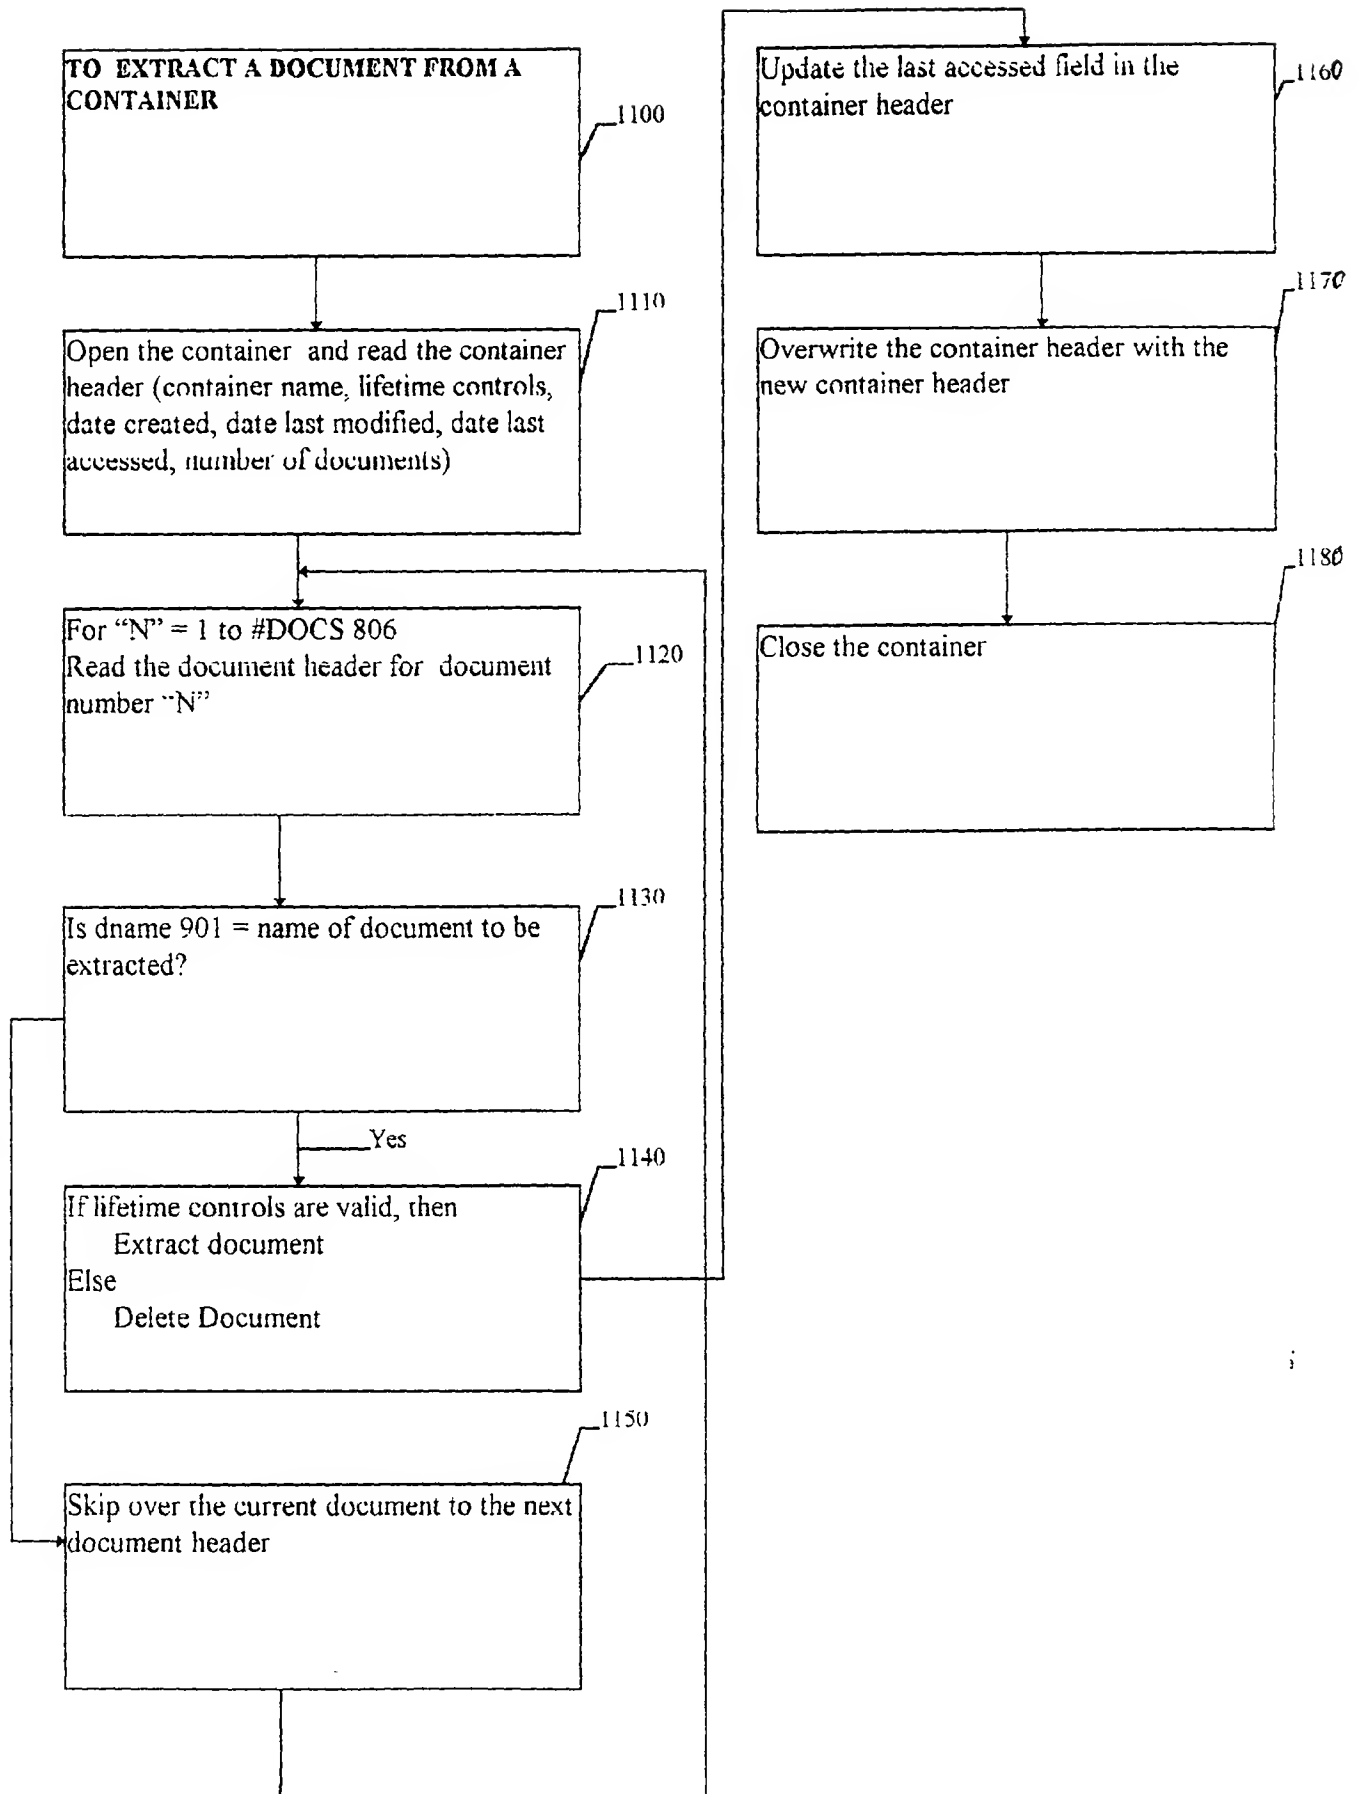 TO EXTRACT A DOCUMENT FROM A
CONTAINER
1100
Open the container and read the container
header (container name, lifetime controls,
date created, date last modified, date last
accessed, number of documents)
1110
For “N” = 1 to #DOCS 806
Read the document header for document
number “N”
1120
Is dname 901 = name of document to be
extracted?
1130
Yes
If lifetime controls are valid, then
Extract document
Else
Delete Document
1140
Skip over the current document to the next
document header
1150
Update the last accessed field in the
container header
1160
Overwrite the container header with the
new container header
1170
Close the container
1180